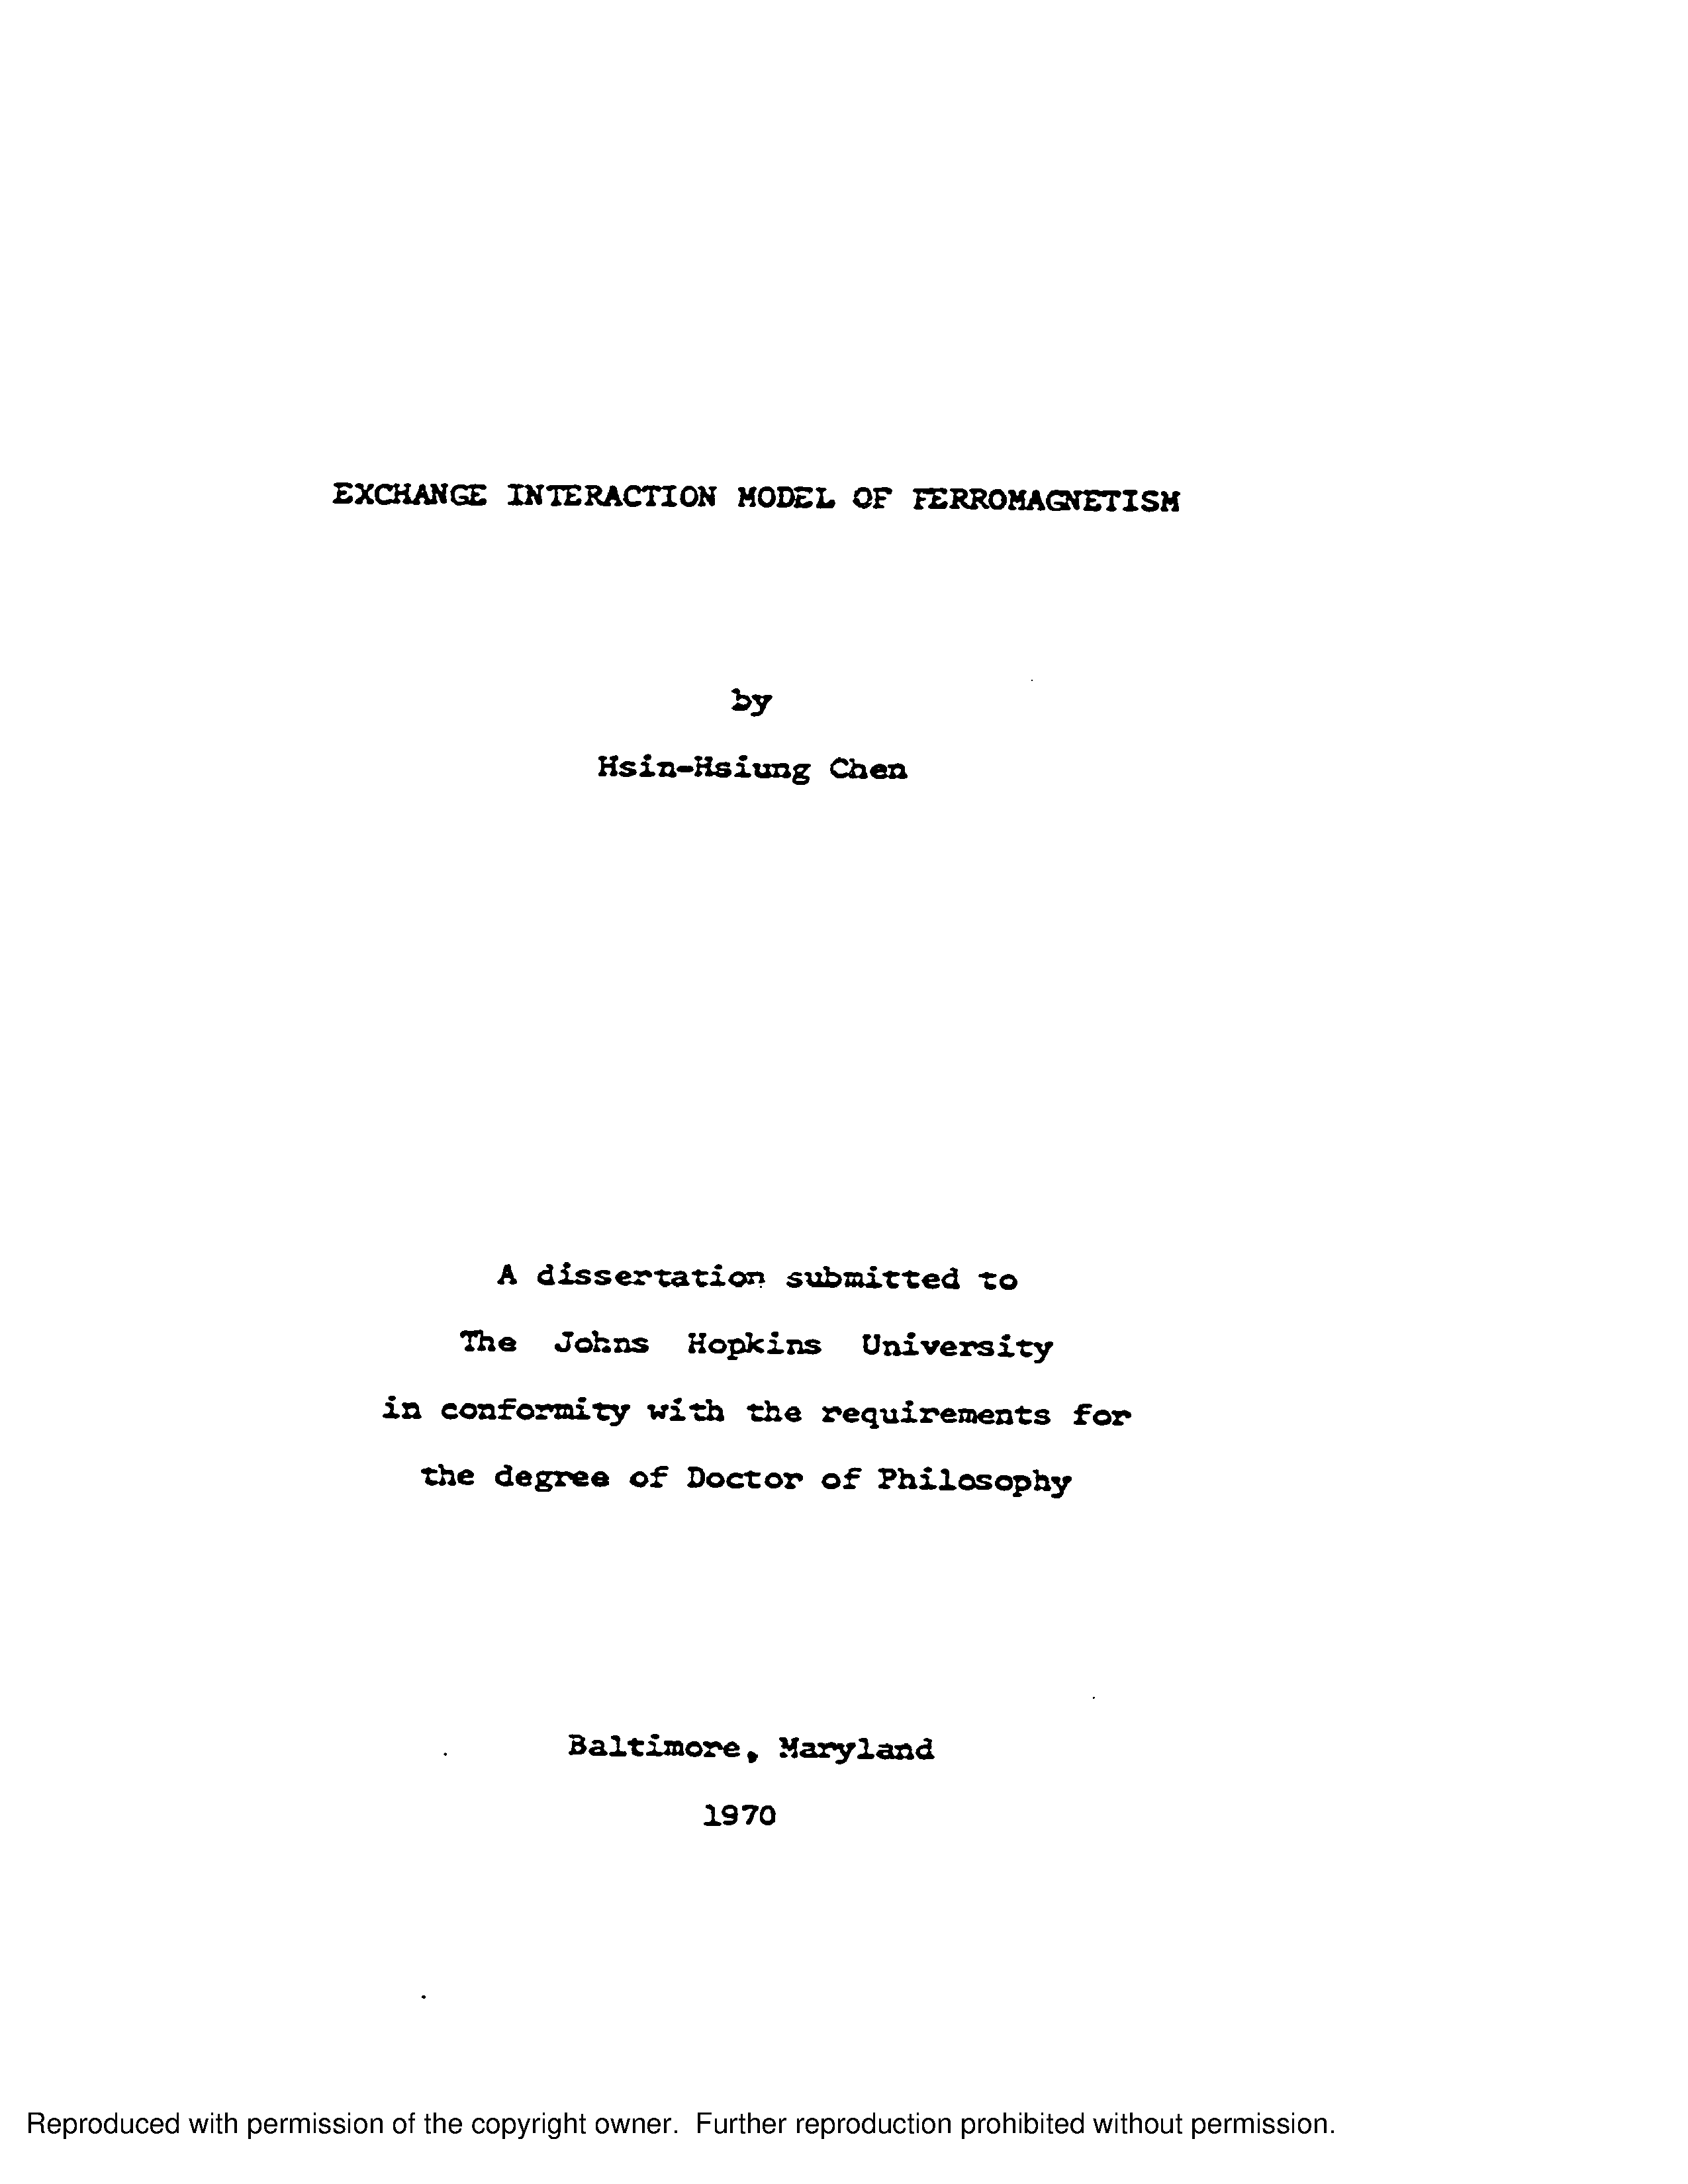 EXCHANGE INTERACTION MODEL OF FERROMAGNETISM
by
Hsin-Hsiung Chen
A dissertation submitted to
The Johns Hopkins University
in conformity with the requirements for
the degree of Doctor of Philosophy
Baltimore, Maryland
1970
Reproduced with permission of the copyright owner. Further reproduction prohibited without permission.